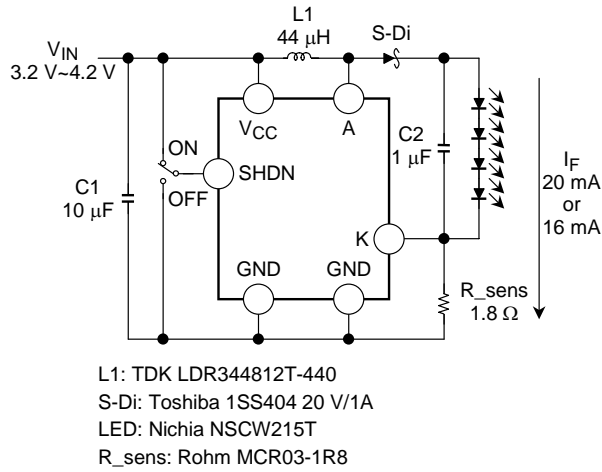 L1
44 μH
S-Di
VIN
3.2 V~4.2 V
VCC
A
ON
SHDN
OFF
C1
10 μF
C2
1 μF
IF
20 mA
or
16 mA
K
GND
GND
R_sens
1.8 Ω
L1: TDK LDR344812T-440
S-Di: Toshiba 1SS404 20 V/1A
LED: Nichia NSCW215T
R_sens: Rohm MCR03-1R8